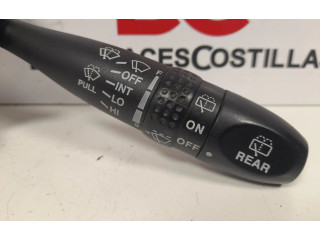 ACESCOSTILLA
OFF
F
INT
PULL
LO
HI
ON
OFF
REAR